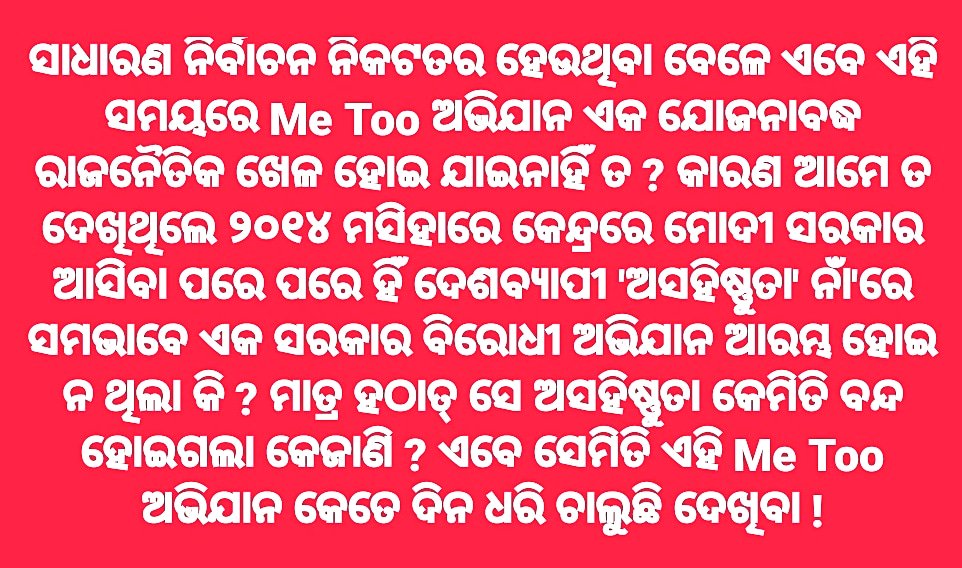 ସାଧାରଣ ନିର୍ବାଚନ ନିକଟତର ହେଉଥିବା ବେଳେ ଏବେ ଏହି
ସମୟରେ Me Too ଅଭିଯାନ ଏକ ଯୋଜନାବଦ୍ଧ
ରାଜନୈତିକ ଖେଳ ହୋଇ ଯାଇନାହିଁ ତ ? କାରଣ ଆମେ ତ
ଦେଖିଥିଲେ ୨୦୧୪ ମସିହାରେ କେନ୍ଦ୍ରରେ ମୋଦୀ ସରକାର
ଆସିବା ପରେ ପରେ ହିଁ ଦେଶବ୍ୟାପୀ 'ଅସହିଷ୍ଣୁତା' ନାଁ'ରେ
ସମଭାବେ ଏକ ସରକାର ବିରୋଧୀ ଅଭିଯାନ ଆରମ୍ଭ ହୋଇ
ନ ଥିଲା କି ? ମାତ୍ର ହଠାତ୍ ସେ ଅସହିଷ୍ଣୁତା କେମିତି ବନ୍ଦ
ହୋଇଗଲା କେଜାଣି ? ଏବେ ସେମିତି ଏହି Me Too
ଅଭିଯାନ କେତେ ଦିନ ଧରି ଚାଲୁଛି ଦେଖିବା !